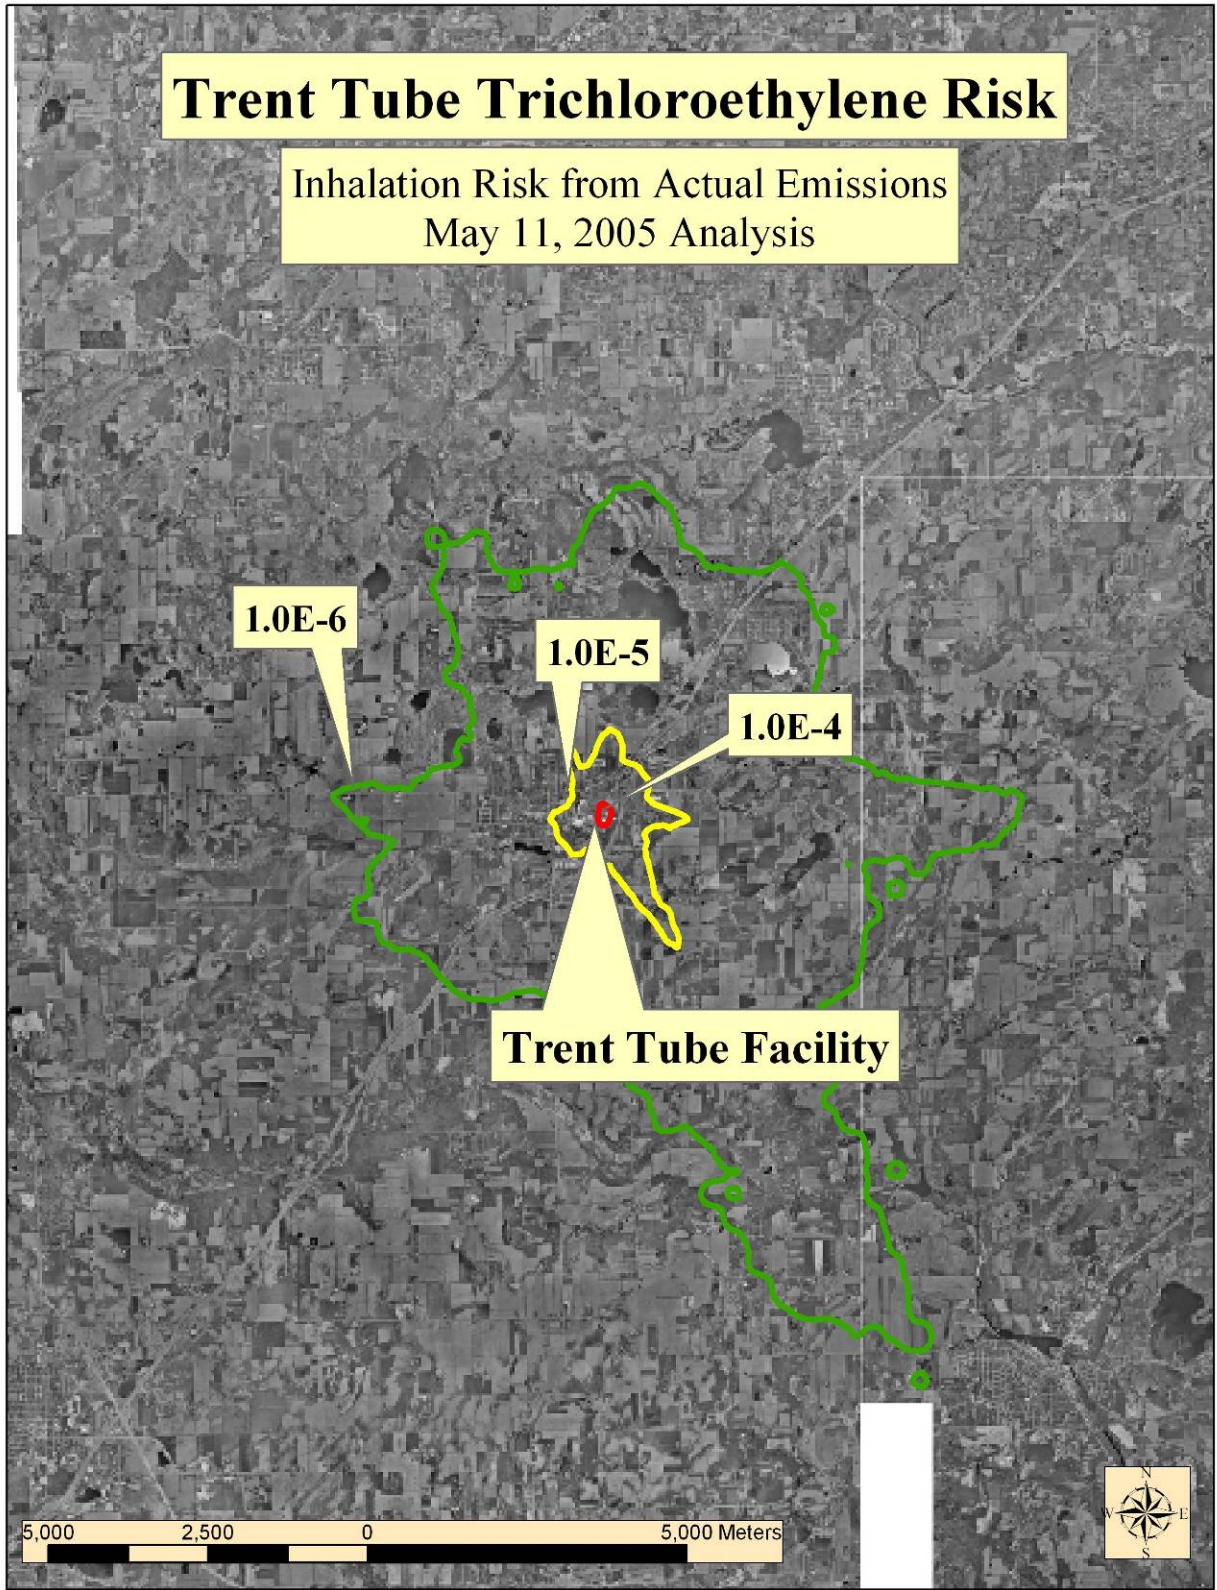 Trent Tube Trichloroethylene Risk
Inhalation Risk from Actual Emissions
May 11, 2005 Analysis
1.0E-6
1.0E-5
1.0E-4
Trent Tube Facility
N
W E
S
5,000 2,500 0 5,000 Meters